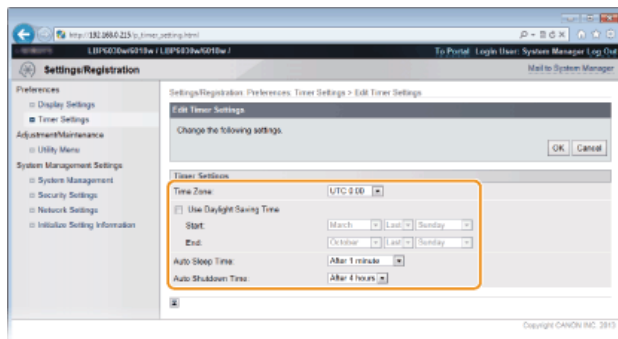 http://192.168.0.215/p_timer_setting.html
LBP6030w/6018w / LBP6030w/6018w /
To Portal Login User: System Manager Log Out
Settings/Registration
Mail to System Manager
Preferences
Settings/Registration: Preferences: Timer Settings > Edit Timer Settings
Display Settings
Edit Timer Settings
Timer Settings
Change the following settings.
Adjustment/Maintenance
Utility Menu
OK Cancel
System Management Settings
System Management
Timer Settings
Security Settings
Time Zone: UTC 0:00
Network Settings
Use Daylight Saving Time
Initialize Setting Information
Start: March Last Sunday
End: October Last Sunday
Auto Sleep Time: After 1 minute
Auto Shutdown Time: After 4 hours
Copyright CANON INC. 2013